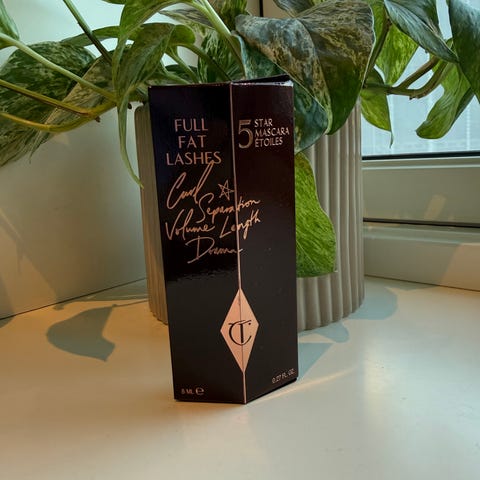 FULL
FAT
LASHES
5 STAR
MASCARA
ÉTOILES
Curl ☆
Separation
Volume Length
Drama
CT
8 ML ℮
0.27 FL. OZ.